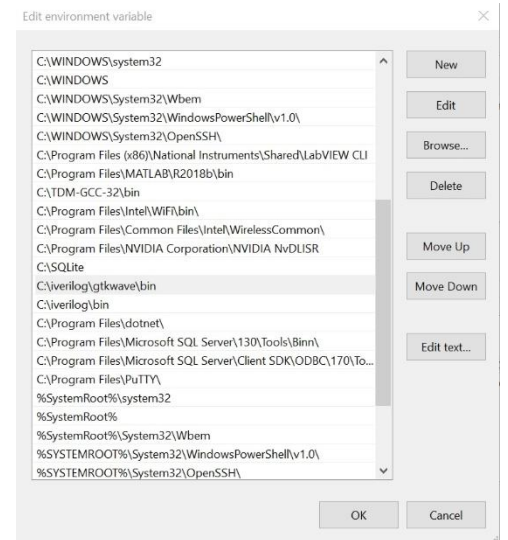 Edit environment variable
C:\WINDOWS\system32
C:\WINDOWS
C:\WINDOWS\System32\Wbem
C:\WINDOWS\System32\WindowsPowerShell\v1.0\
C:\WINDOWS\System32\OpenSSH\
C:\Program Files (x86)\National Instruments\Shared\LabVIEW CLI
C:\Program Files\MATLAB\R2018b\bin
C:\TDM-GCC-32\bin
C:\Program Files\Intel\WiFi\bin\
C:\Program Files\Common Files\Intel\WirelessCommon\
C:\Program Files\NVIDIA Corporation\NVIDIA NvDLISR
C:\SQLite
C:\iverilog\gtkwave\bin
C:\iverilog\bin
C:\Program Files\dotnet\
C:\Program Files\Microsoft SQL Server\130\Tools\Binn\
C:\Program Files\Microsoft SQL Server\Client SDK\ODBC\170\To...
C:\Program Files\PuTTY\
%SystemRoot%\system32
%SystemRoot%
%SystemRoot%\System32\Wbem
%SYSTEMROOT%\System32\WindowsPowerShell\v1.0\
%SYSTEMROOT%\System32\OpenSSH\
New
Edit
Browse...
Delete
Move Up
Move Down
Edit text...
OK
Cancel